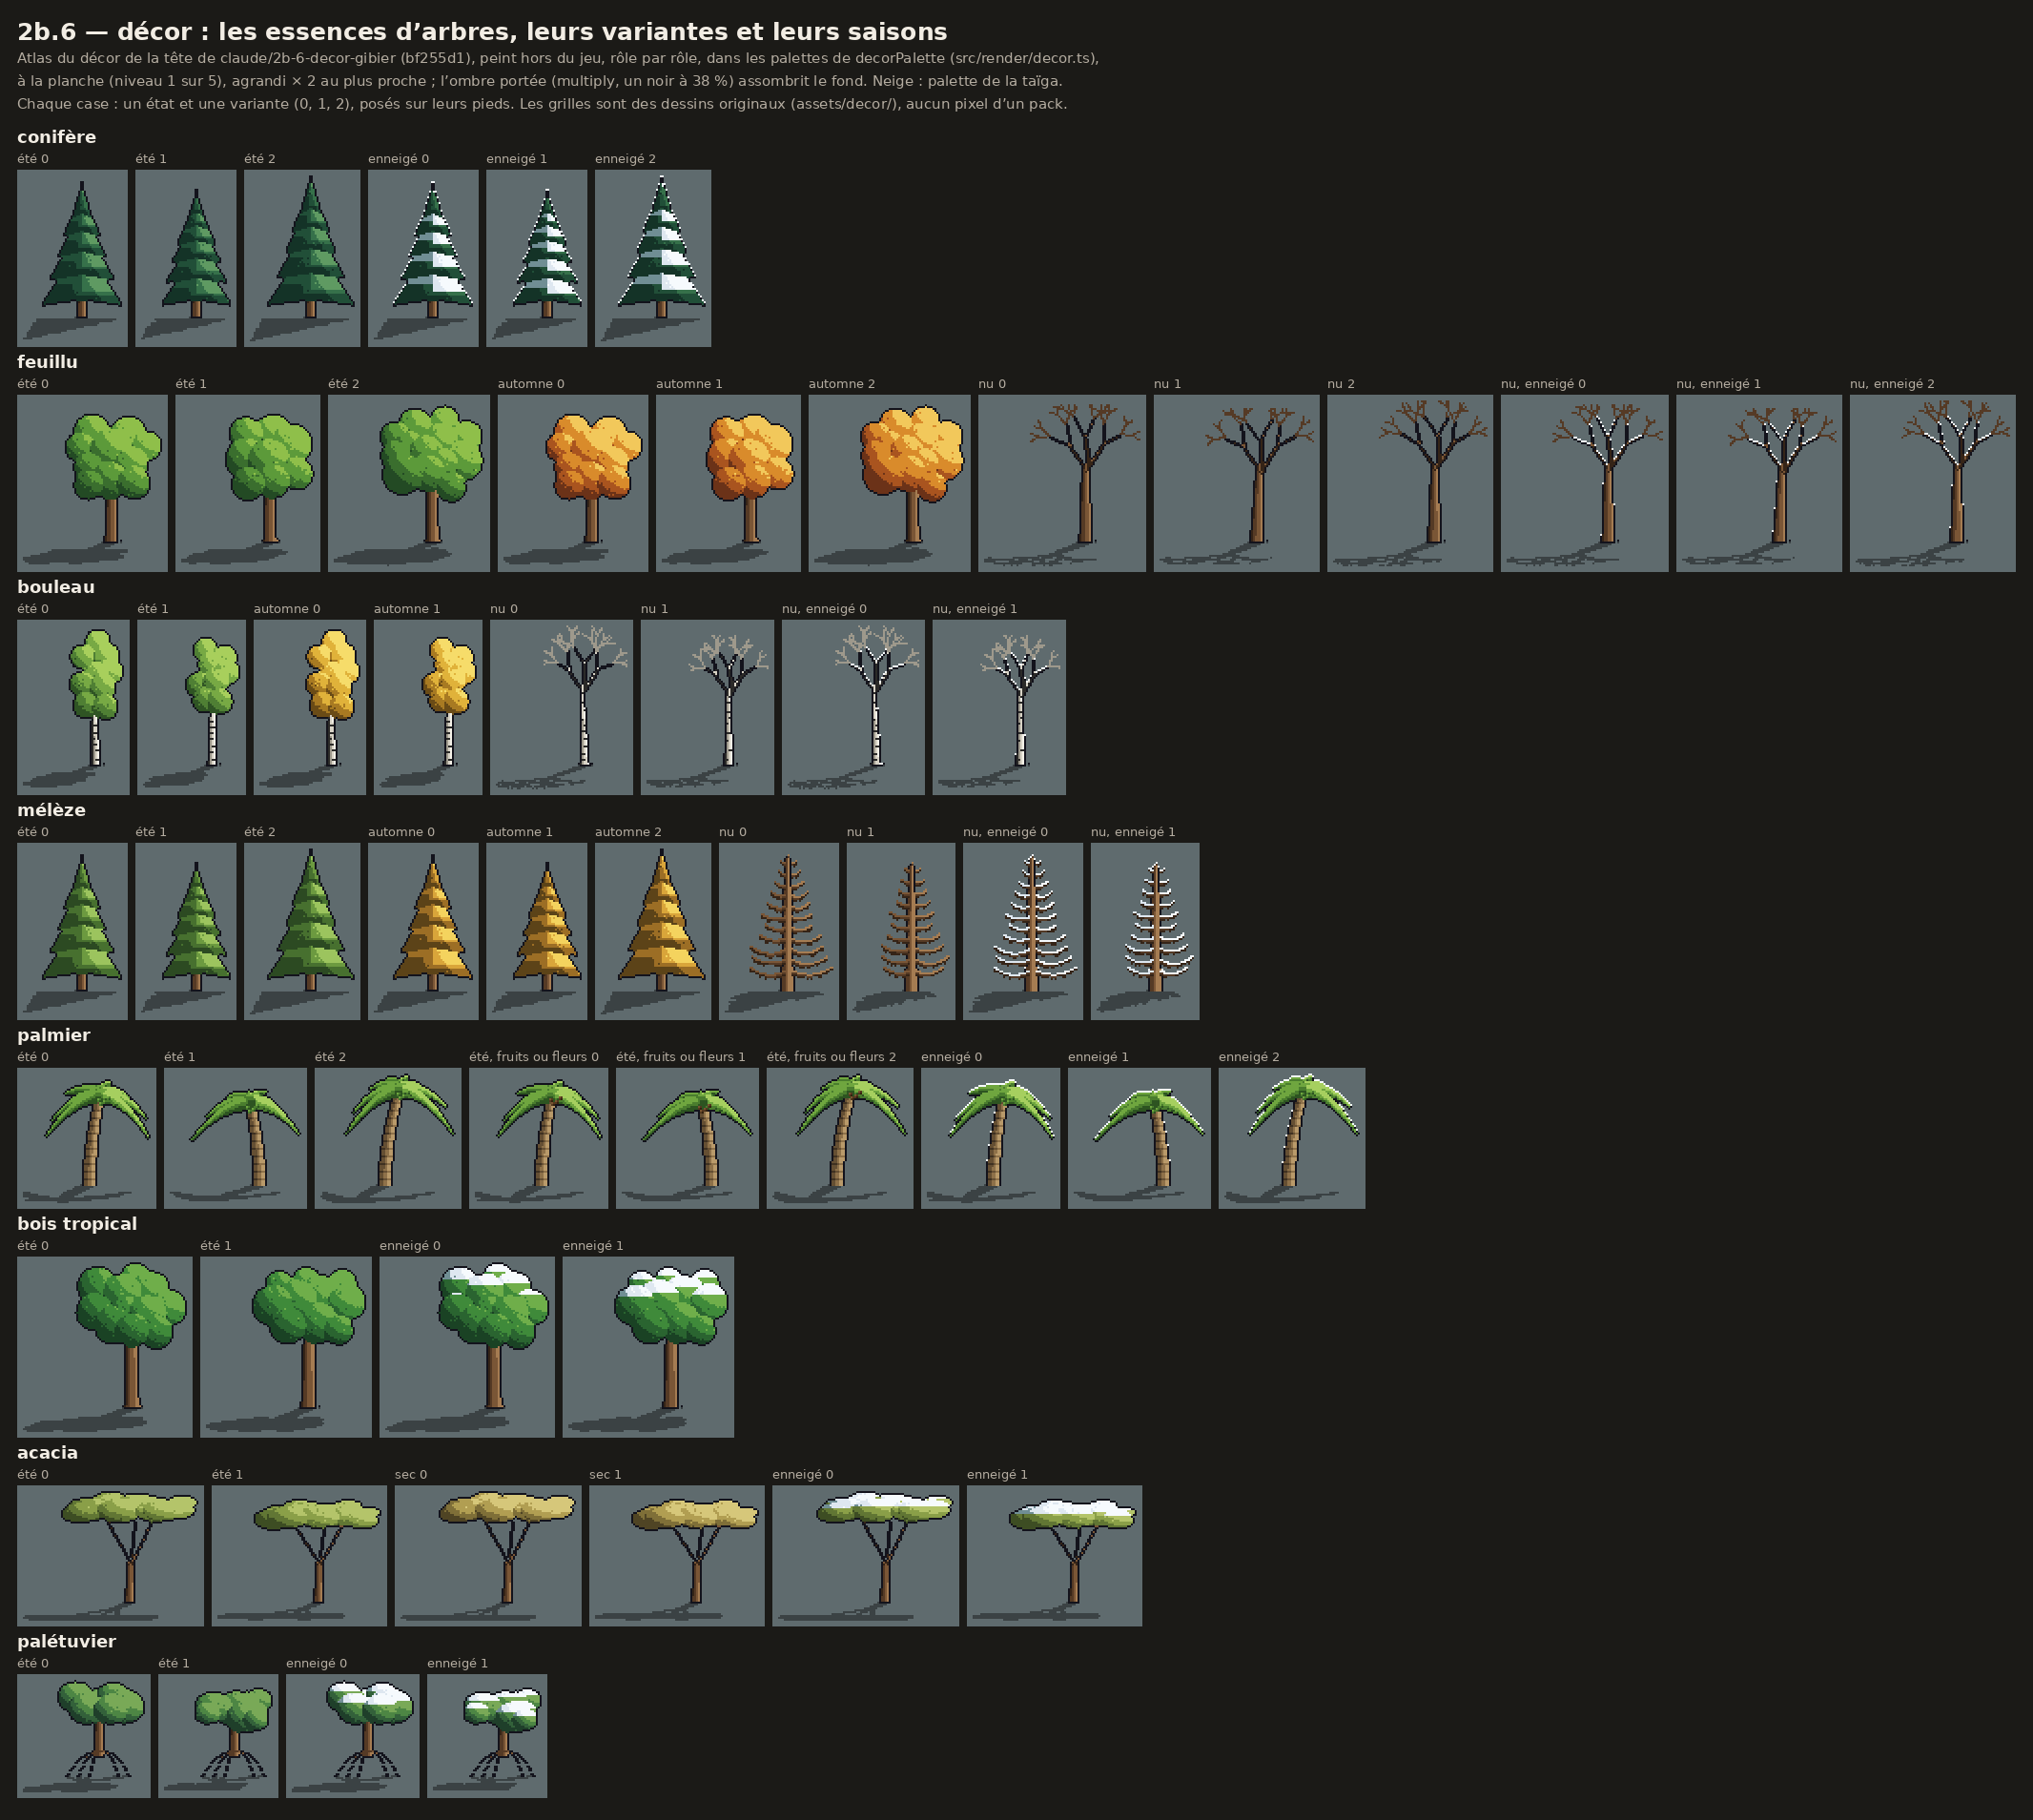 2b.6 — décor : les essences d’arbres, leurs variantes et leurs saisons
Atlas du décor de la tête de claude/2b-6-decor-gibier (bf255d1), peint hors du jeu, rôle par rôle, dans les palettes de decorPalette (src/render/decor.ts),
à la planche (niveau 1 sur 5), agrandi × 2 au plus proche ; l’ombre portée (multiply, un noir à 38 %) assombrit le fond. Neige : palette de la taïga.
Chaque case : un état et une variante (0, 1, 2), posés sur leurs pieds. Les grilles sont des dessins originaux (assets/decor/), aucun pixel d’un pack.
conifère
été 0 été 1 été 2 enneigé 0 enneigé 1 enneigé 2
feuillu
été 0 été 1 été 2 automne 0 automne 1 automne 2 nu 0 nu 1 nu 2 nu, enneigé 0 nu, enneigé 1 nu, enneigé 2
bouleau
été 0 été 1 automne 0 automne 1 nu 0 nu 1 nu, enneigé 0 nu, enneigé 1
mélèze
été 0 été 1 été 2 automne 0 automne 1 automne 2 nu 0 nu 1 nu, enneigé 0 nu, enneigé 1
palmier
été 0 été 1 été 2 été, fruits ou fleurs 0 été, fruits ou fleurs 1 été, fruits ou fleurs 2 enneigé 0 enneigé 1 enneigé 2
bois tropical
été 0 été 1 enneigé 0 enneigé 1
acacia
été 0 été 1 sec 0 sec 1 enneigé 0 enneigé 1
palétuvier
été 0 été 1 enneigé 0 enneigé 1